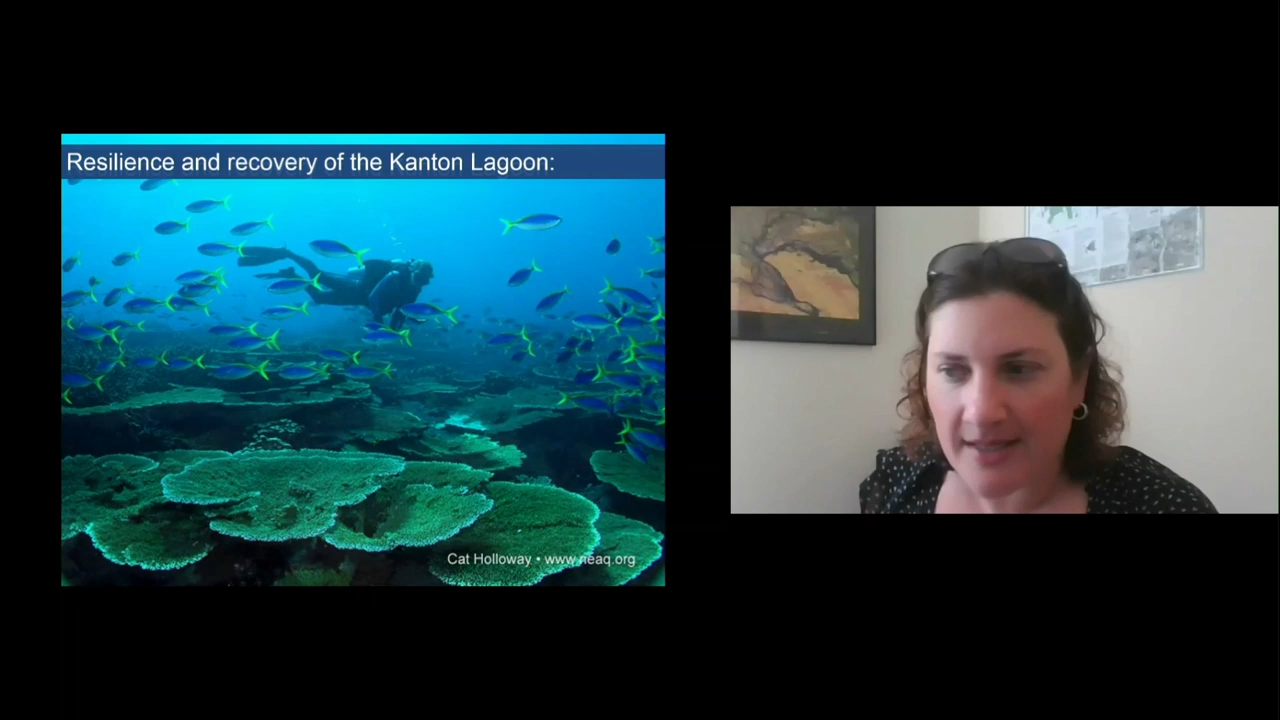 Resilience and recovery of the Kanton Lagoon:
Cat Holloway • www.neaq.org